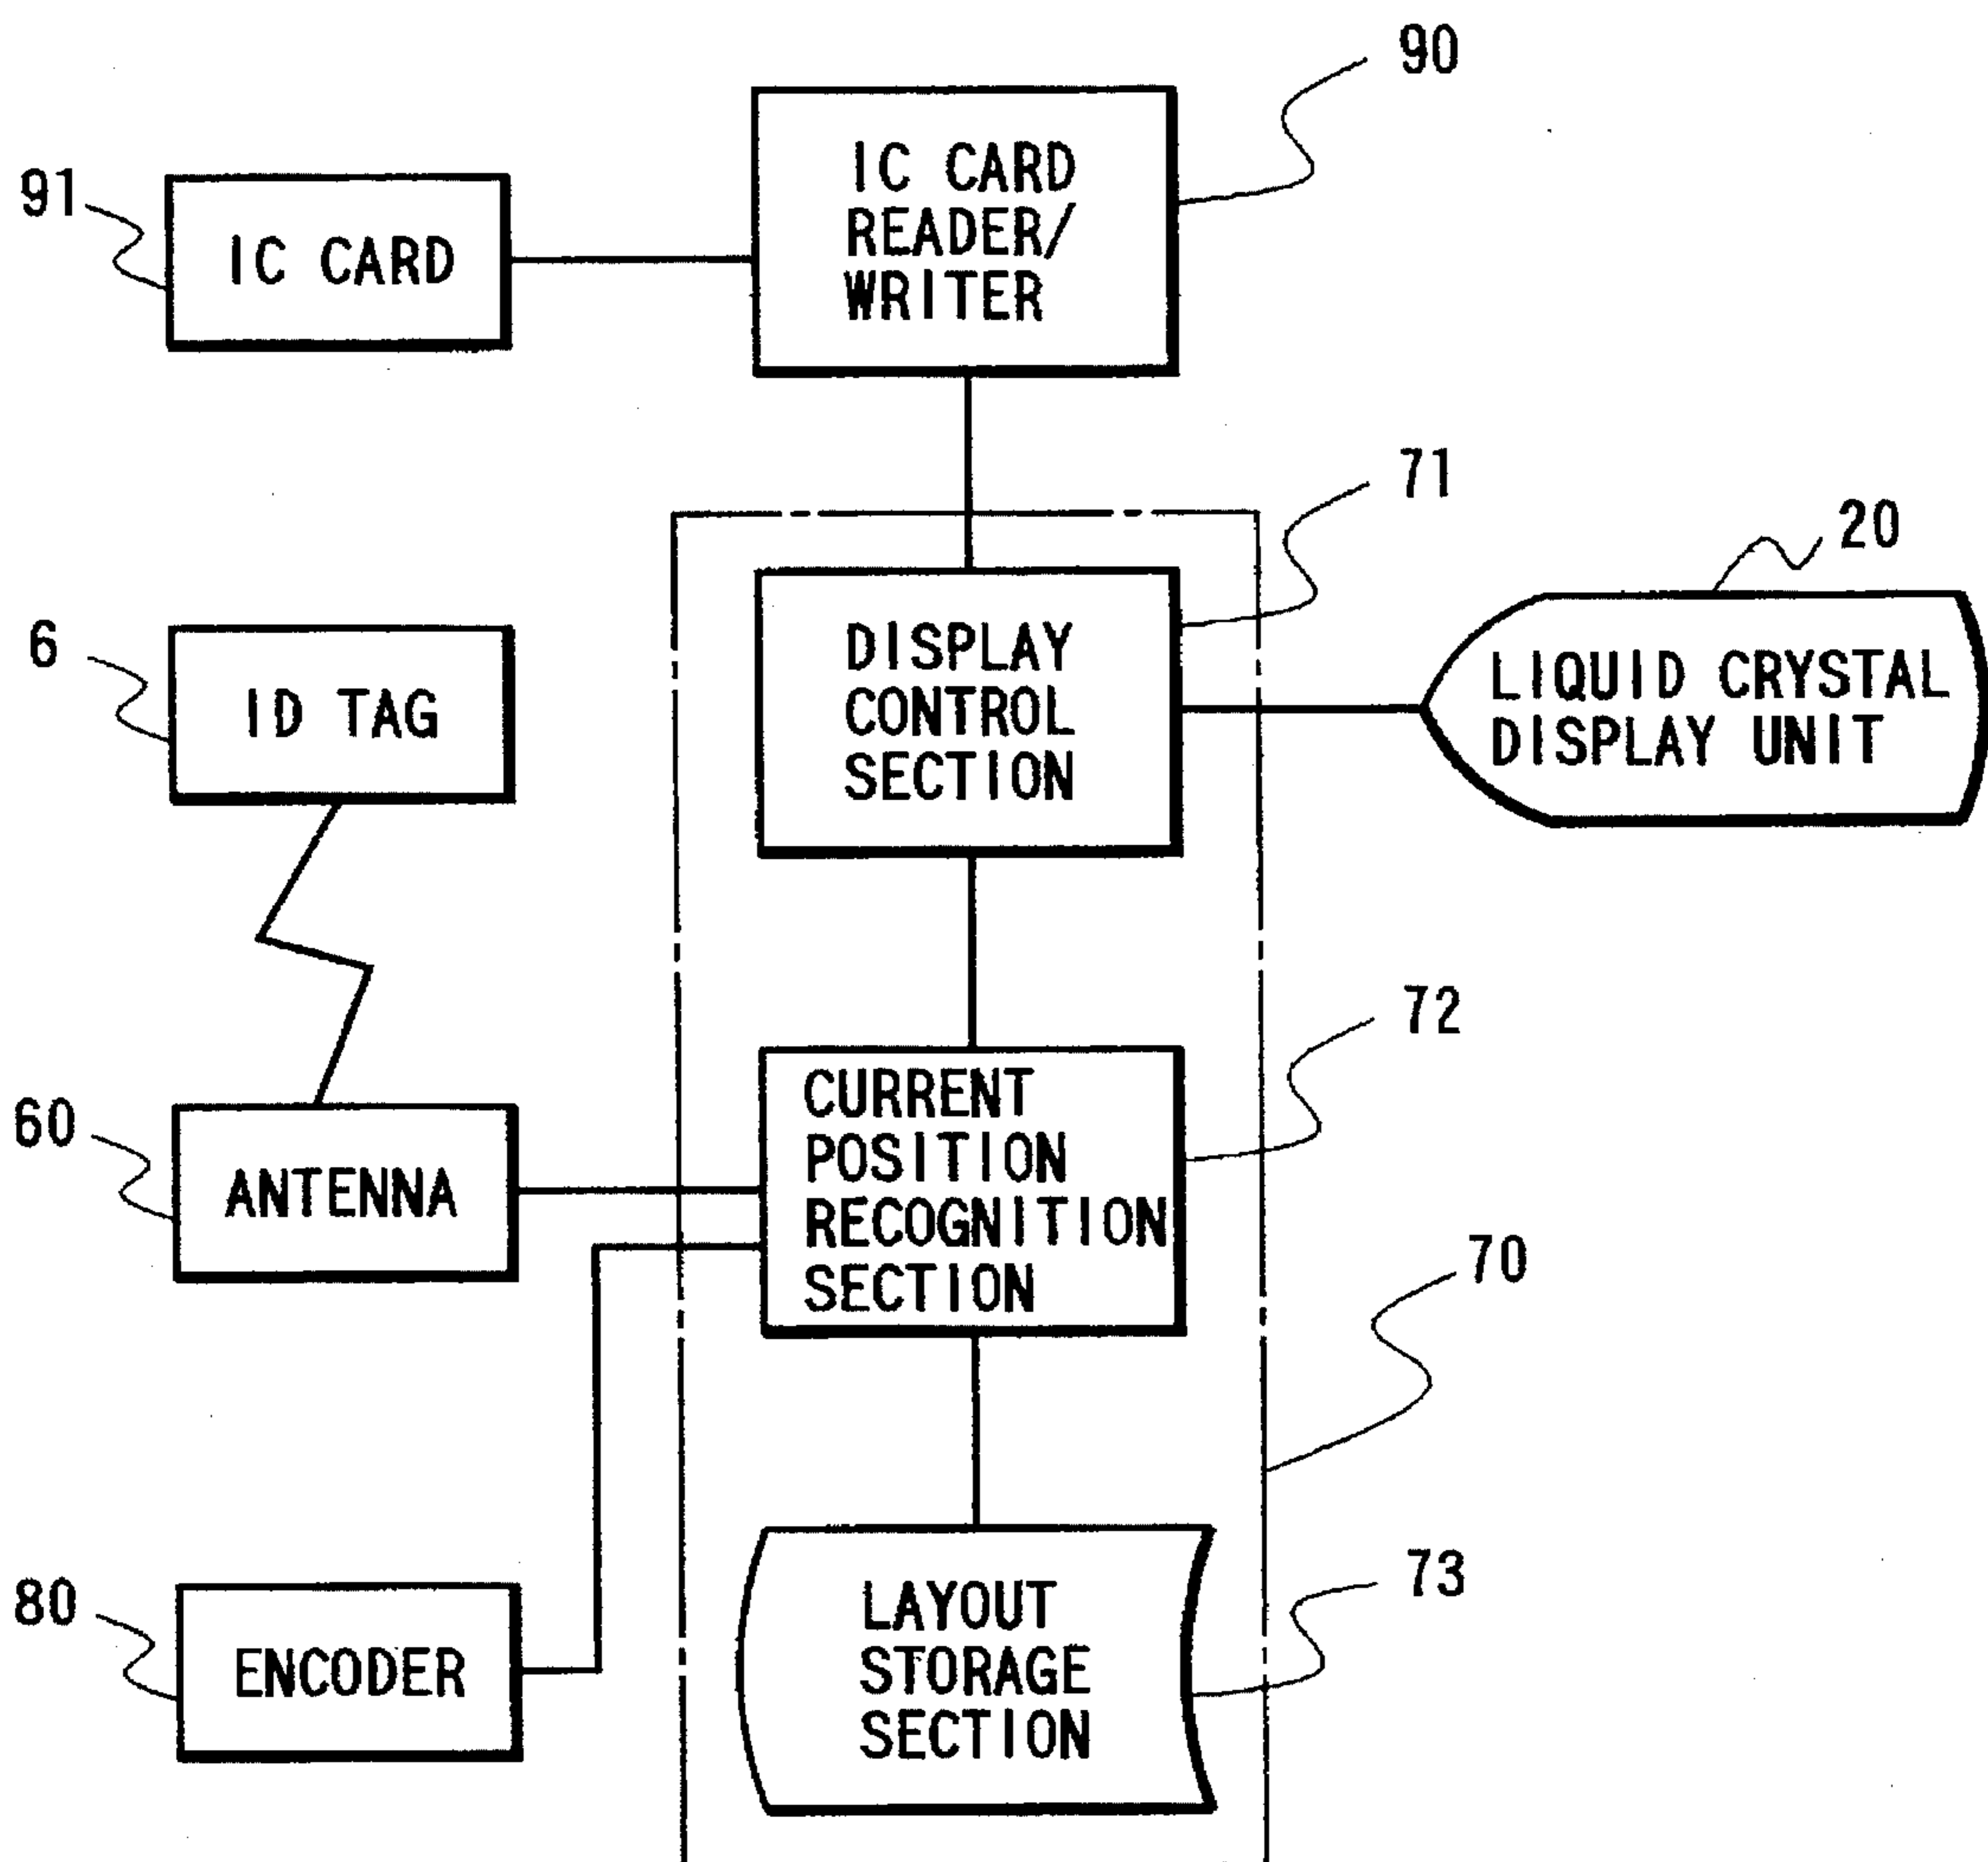 90
IC CARD
READER/
WRITER
91
IC CARD
71
20
DISPLAY
CONTROL
SECTION
LIQUID CRYSTAL
DISPLAY UNIT
6
ID TAG
72
CURRENT
POSITION
RECOGNITION
SECTION
60
ANTENNA
70
73
LAYOUT
STORAGE
SECTION
80
ENCODER